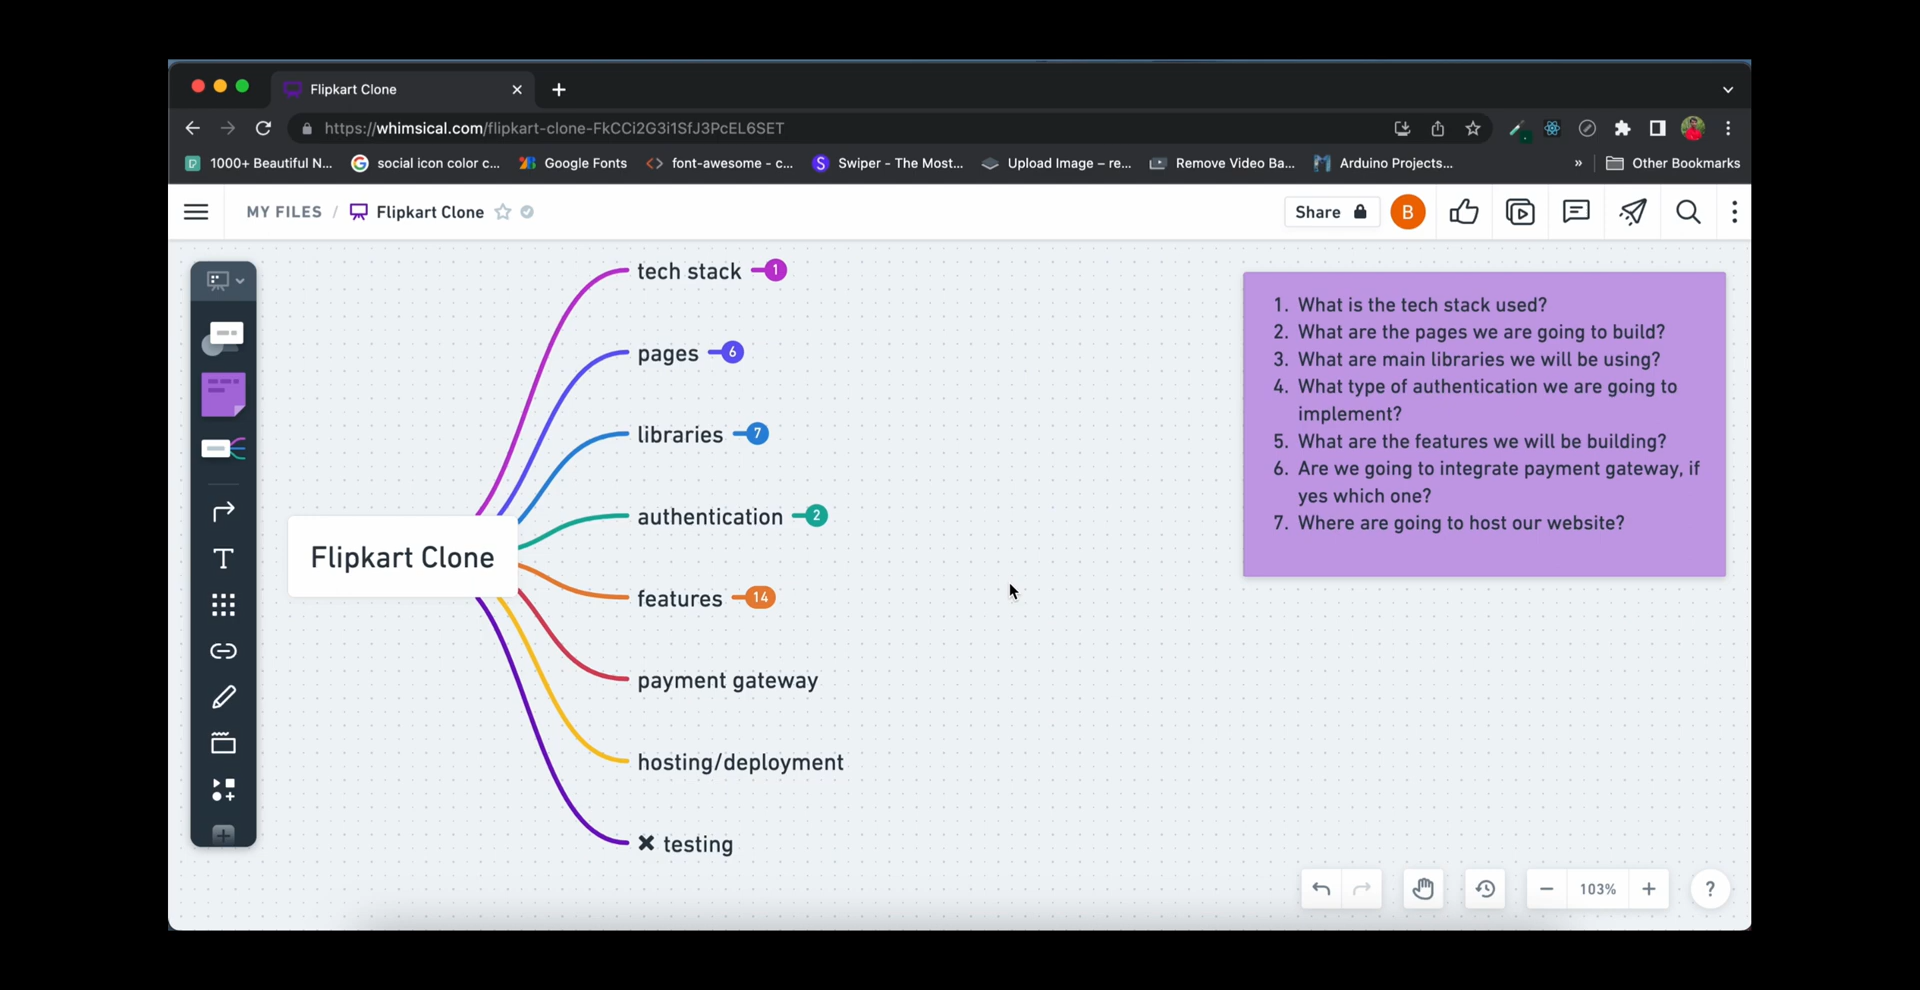 Flipkart Clone
https://whimsical.com/flipkart-clone-FkCCi2G3i1SfJ3PcEL6SET
1000+ Beautiful N... social icon color c... Google Fonts font-awesome - c... Swiper - The Most... Upload Image – re... Remove Video Ba... Arduino Projects... » Other Bookmarks
MY FILES / Flipkart Clone Share B
tech stack 1
pages 6
libraries 7
authentication 2
Flipkart Clone
features 14
payment gateway
hosting/deployment
✖ testing
1. What is the tech stack used?
2. What are the pages we are going to build?
3. What are main libraries we will be using?
4. What type of authentication we are going to
implement?
5. What are the features we will be building?
6. Are we going to integrate payment gateway, if
yes which one?
7. Where are going to host our website?
T
103% ?